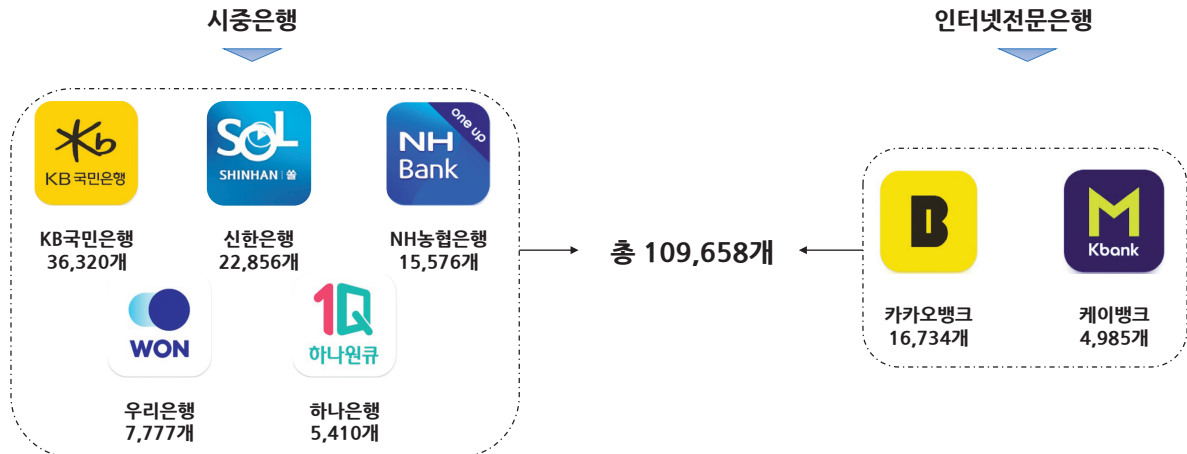 시중은행
인터넷전문은행
Kb
KB국민은행
SOL
SHINHAN | 쏠
one up
NH
Bank
KB국민은행
36,320개
신한은행
22,856개
NH농협은행
15,576개
WON
1Q
하나원큐
우리은행
7,777개
하나은행
5,410개
총 109,658개
B
M
Kbank
카카오뱅크
16,734개
케이뱅크
4,985개